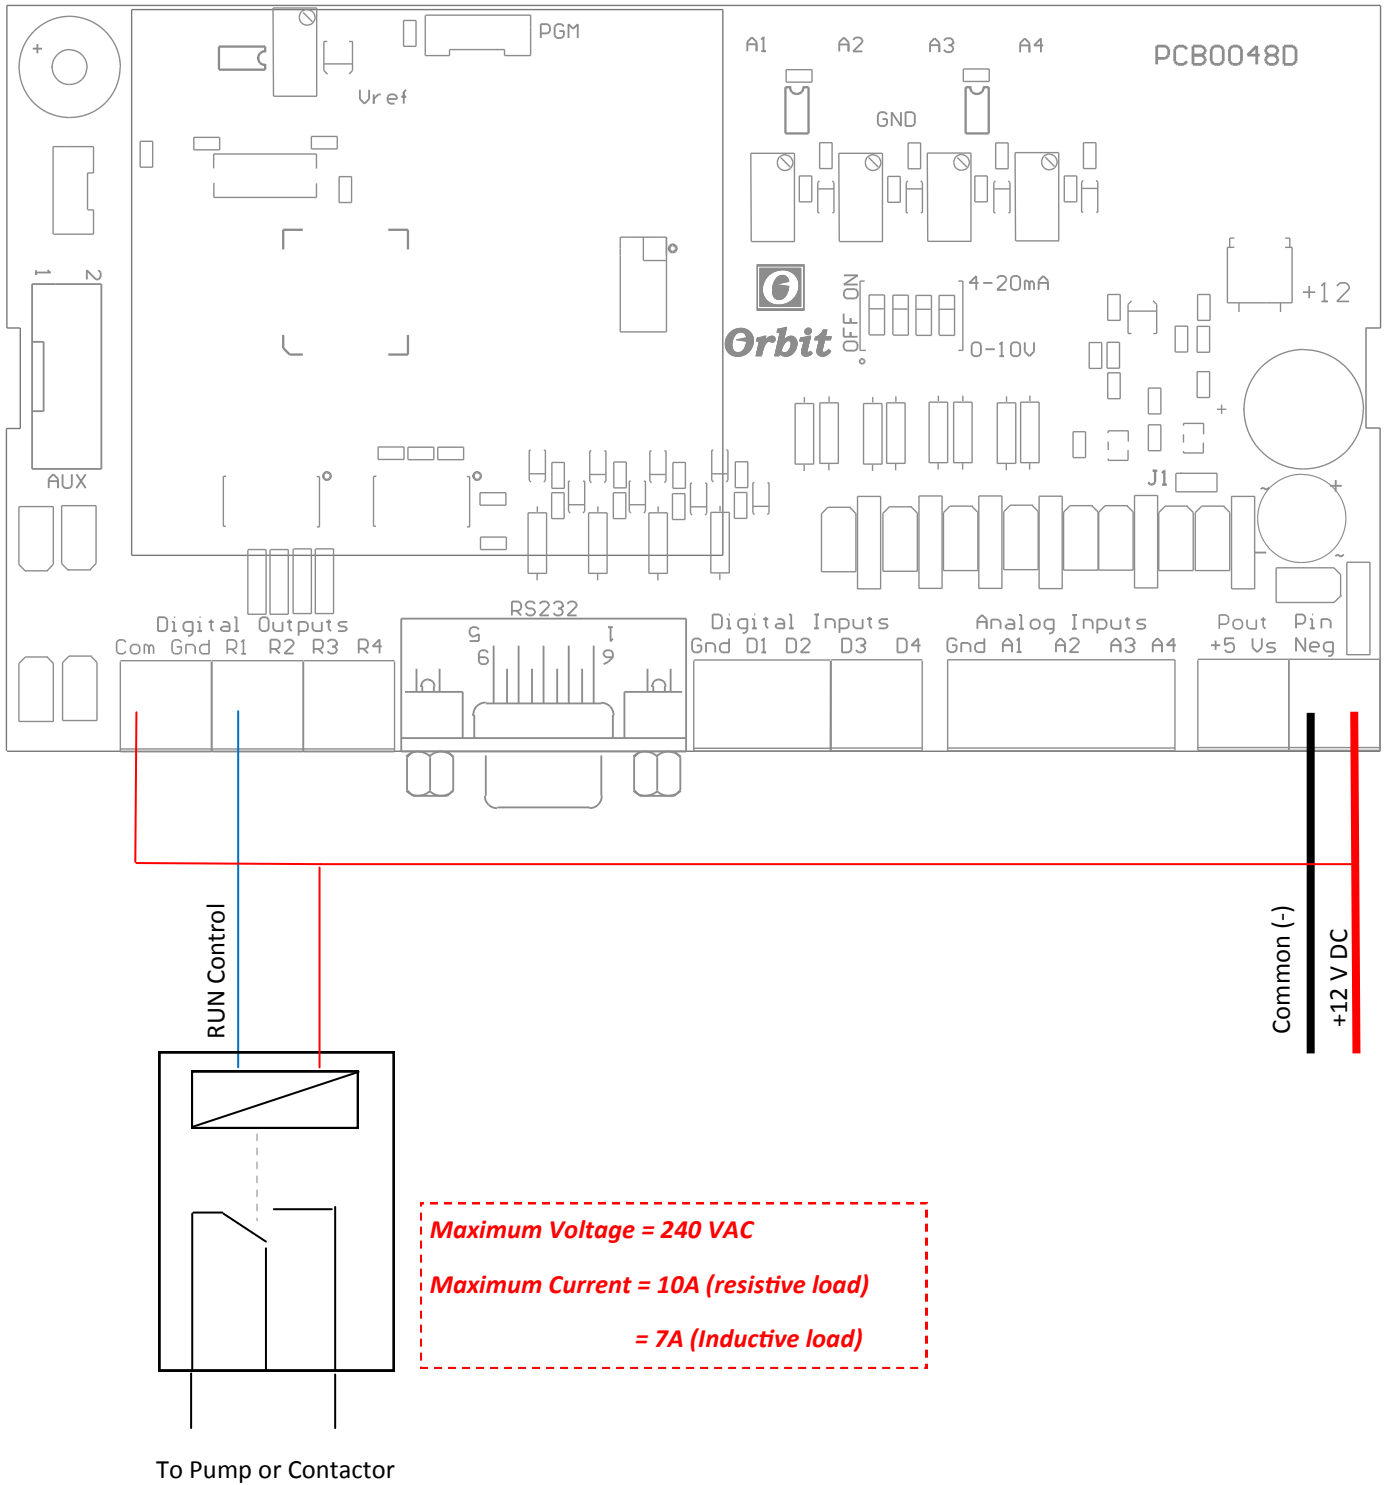 PGM
A1 A2 A3 A4
PCB0048D
+
Vref
GND
1 2
4-20mA
OFF ON
+12
Orbit
0-10V
+
J1
AUX
~ +
- ~
RS232
Digital Outputs
Com Gnd R1 R2 R3 R4
5 1
9 6
Digital Inputs
Gnd D1 D2 D3 D4
Analog Inputs
Gnd A1 A2 A3 A4
Pout Pin
+5 Vs Neg
RUN Control
Common (-)
+12 V DC
Maximum Voltage = 240 VAC
Maximum Current = 10A (resistive load)
= 7A (Inductive load)
To Pump or Contactor